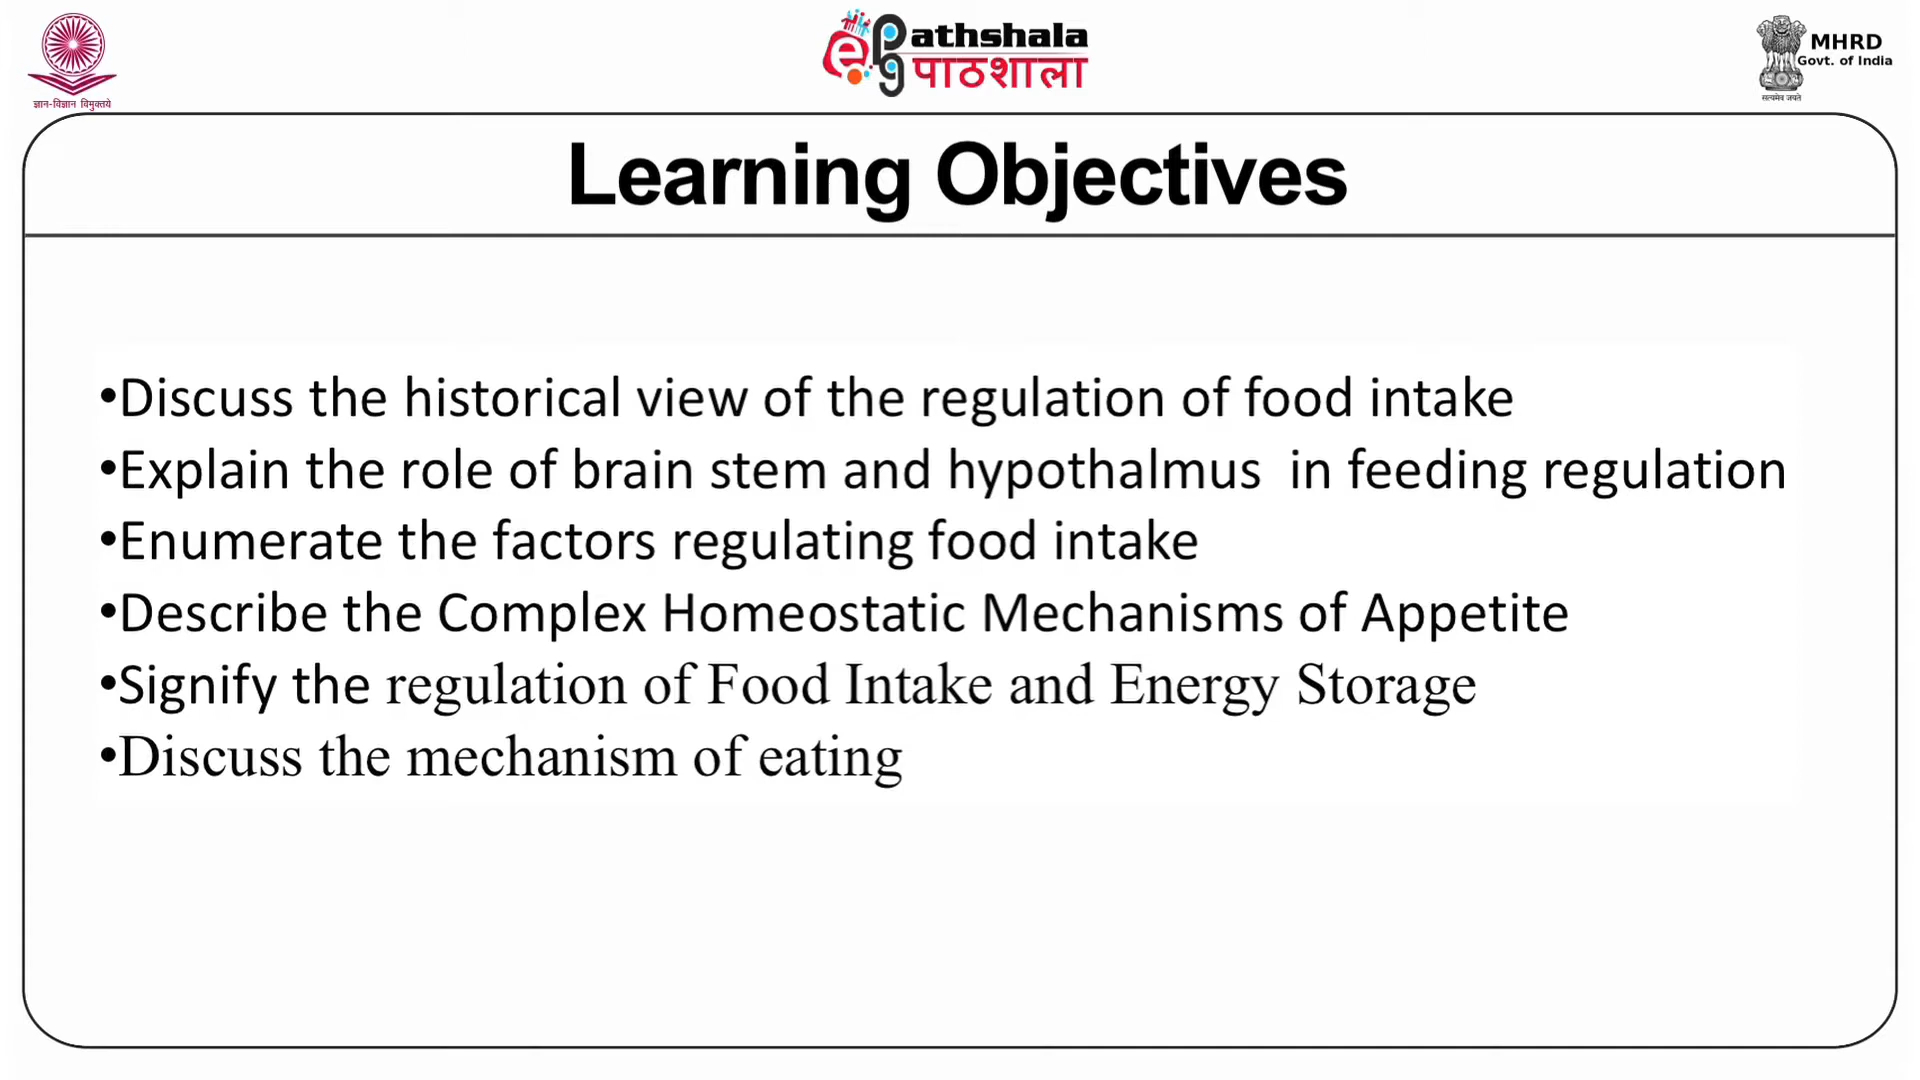 ज्ञान-विज्ञान विमुक्तये
e
PG
athshala
पाठशाला
MHRD
Govt. of India
सत्यमेव जयते
Learning Objectives
•Discuss the historical view of the regulation of food intake
•Explain the role of brain stem and hypothalmus  in feeding regulation
•Enumerate the factors regulating food intake
•Describe the Complex Homeostatic Mechanisms of Appetite
•Signify the regulation of Food Intake and Energy Storage
•Discuss the mechanism of eating